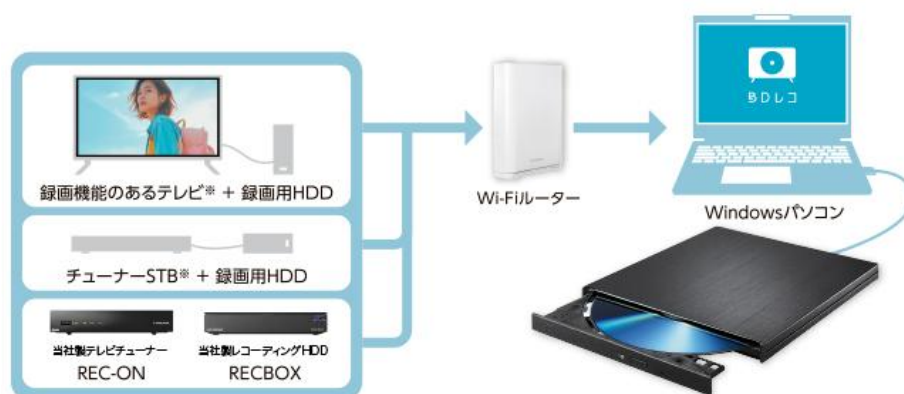 BDレコ
録画機能のあるテレビ※ + 録画用HDD
Wi-Fiルーター
Windowsパソコン
チューナーSTB※ + 録画用HDD
当社製テレビチューナー
REC-ON
当社製レコーディングHDD
RECBOX